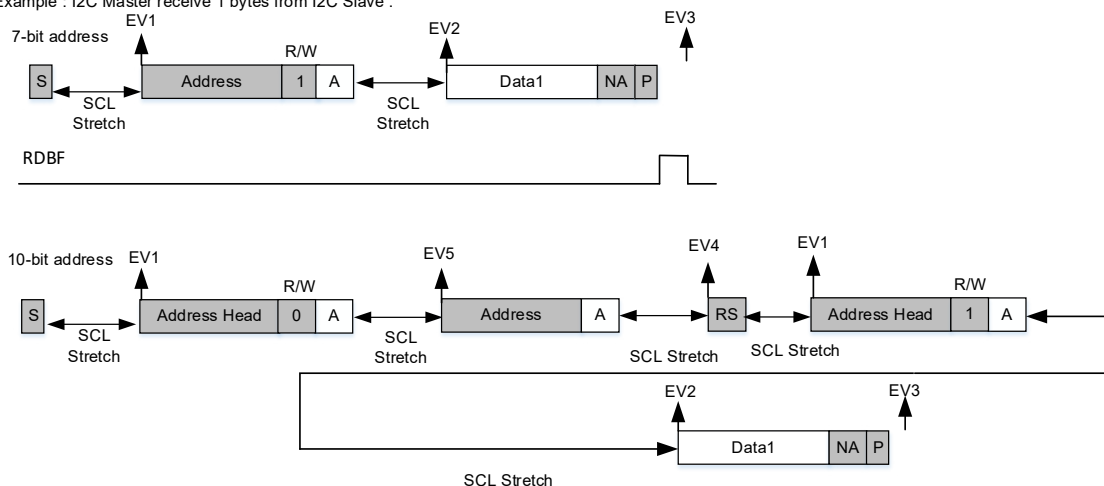 Example : I2C Master receive 1 bytes from I2C Slave .
EV1
EV2
EV3
7-bit address
R/W
S
Address
1
A
Data1
NA
P
SCL
Stretch
SCL
Stretch
RDBF
10-bit address
EV1
EV5
EV4
EV1
R/W
R/W
S
Address Head
0
A
Address
A
RS
Address Head
1
A
SCL
Stretch
SCL
Stretch
SCL Stretch
SCL Stretch
EV2
EV3
Data1
NA
P
SCL Stretch